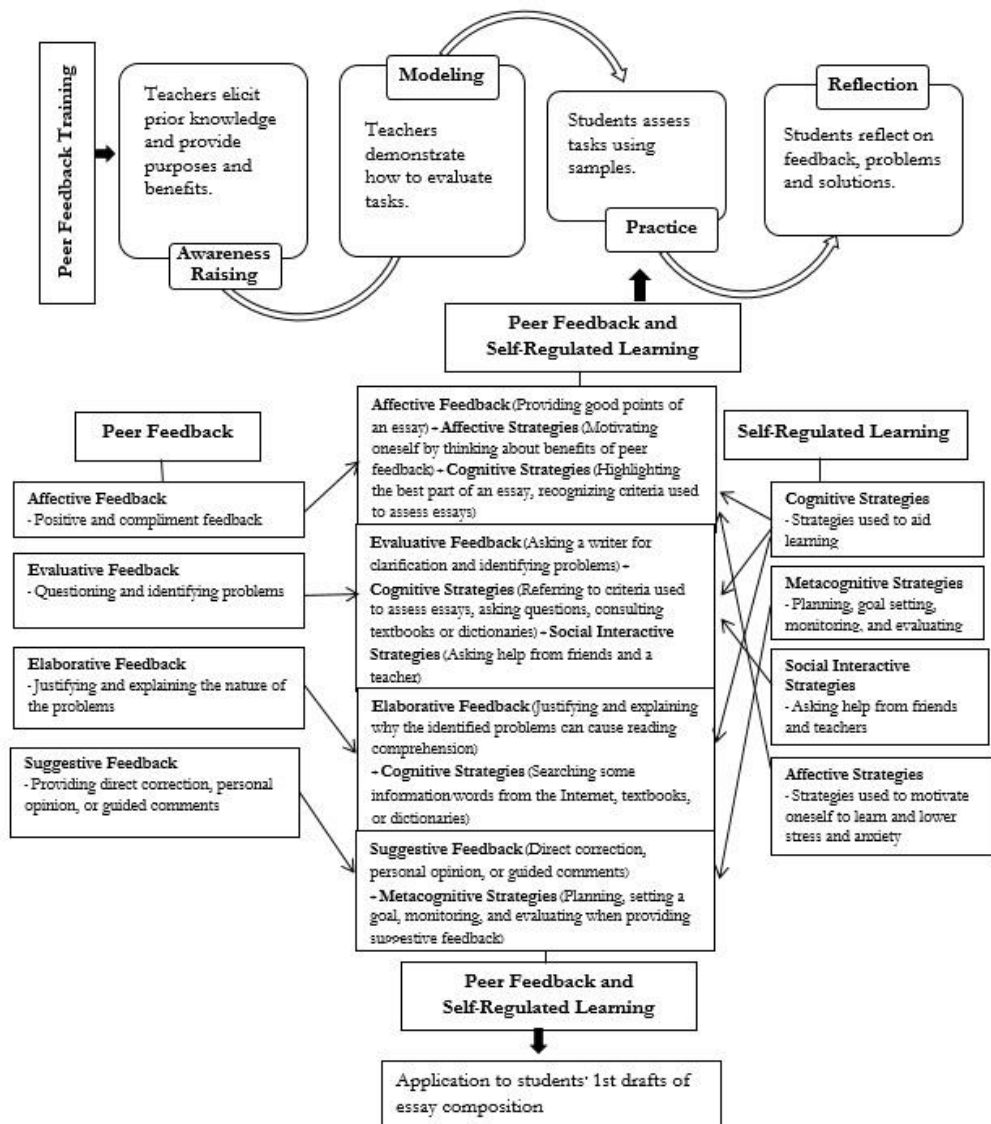 Peer Feedback Training
Teachers elicit
prior knowledge
and provide
purposes and
benefits.
Awareness
Raising
Modeling
Teachers
demonstrate
how to evaluate
tasks.
Students assess
tasks using
samples.
Practice
Reflection
Students reflect on
feedback, problems
and solutions.
Peer Feedback and
Self-Regulated Learning
Peer Feedback
Affective Feedback
- Positive and compliment feedback
Evaluative Feedback
- Questioning and identifying problems
Elaborative Feedback
- Justifying and explaining the nature of
the problems
Suggestive Feedback
- Providing direct correction, personal
opinion, or guided comments
Affective Feedback (Providing good points of
an essay) + Affective Strategies (Motivating
oneself by thinking about benefits of peer
feedback) + Cognitive Strategies (Highlighting
the best part of an essay, recognizing criteria used
to assess essays)
Evaluative Feedback (Asking a writer for
clarification and identifying problems) +
Cognitive Strategies (Referring to criteria used
to assess essays, asking questions, consulting
textbooks or dictionaries) + Social Interactive
Strategies (Asking help from friends and a
teacher)
Elaborative Feedback (Justifying and explaining
why the identified problems can cause reading
comprehension)
+ Cognitive Strategies (Searching some
information/words from the Internet, textbooks,
or dictionaries)
Suggestive Feedback (Direct correction,
personal opinion, or guided comments)
+ Metacognitive Strategies (Planning, setting a
goal, monitoring, and evaluating when providing
suggestive feedback)
Self-Regulated Learning
Cognitive Strategies
- Strategies used to aid
learning
Metacognitive Strategies
- Planning, goal setting,
monitoring, and evaluating
Social Interactive
Strategies
- Asking help from friends
and teachers
Affective Strategies
- Strategies used to motivate
oneself to learn and lower
stress and anxiety
Peer Feedback and
Self-Regulated Learning
Application to students' 1st drafts of
essay composition